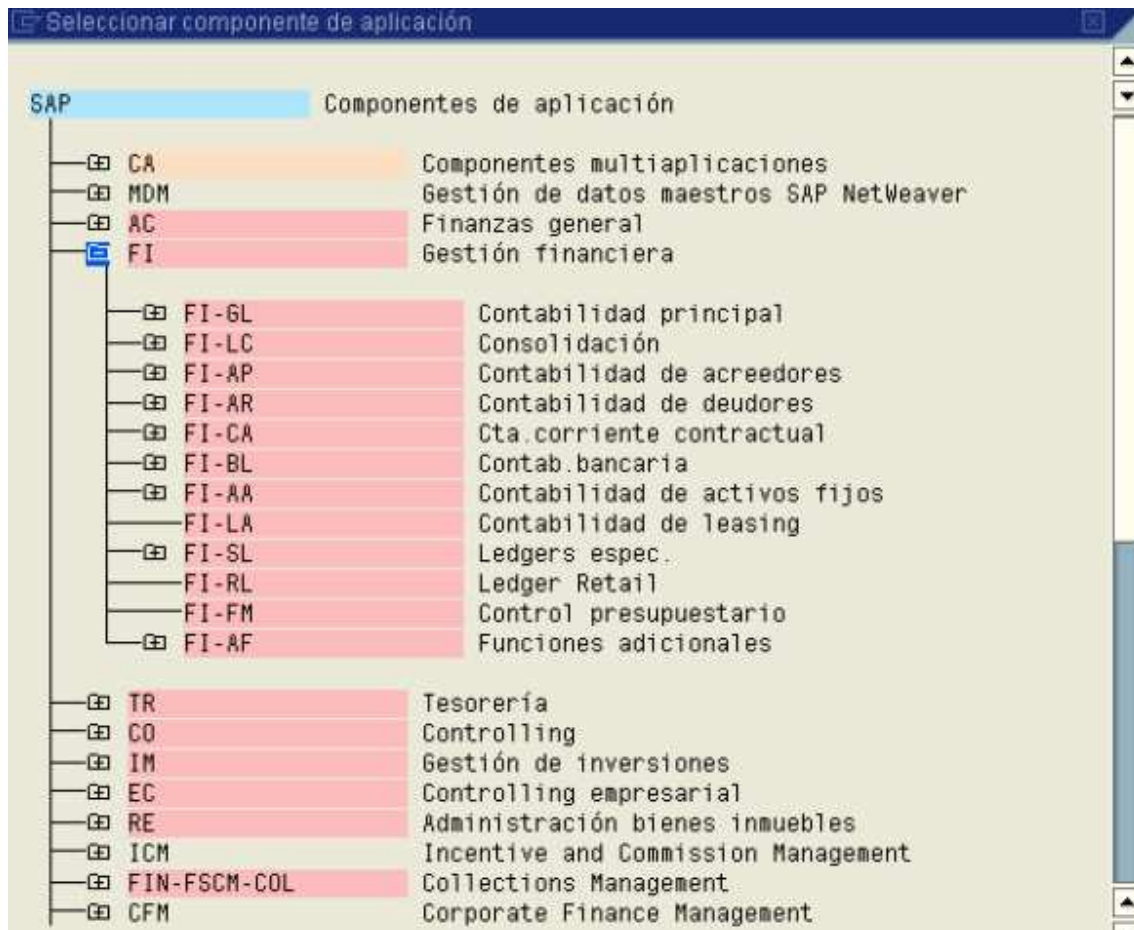 Seleccionar componente de aplicación
SAP Componentes de aplicación
CA Componentes multiaplicaciones
MDM Gestión de datos maestros SAP NetWeaver
AC Finanzas general
FI Gestión financiera
FI-GL Contabilidad principal
FI-LC Consolidación
FI-AP Contabilidad de acreedores
FI-AR Contabilidad de deudores
FI-CA Cta.corriente contractual
FI-BL Contab.bancaria
FI-AA Contabilidad de activos fijos
FI-LA Contabilidad de leasing
FI-SL Ledgers espec.
FI-RL Ledger Retail
FI-FM Control presupuestario
FI-AF Funciones adicionales
TR Tesorería
CO Controlling
IM Gestión de inversiones
EC Controlling empresarial
RE Administración bienes inmuebles
ICM Incentive and Commission Management
FIN-FSCM-COL Collections Management
CFM Corporate Finance Management